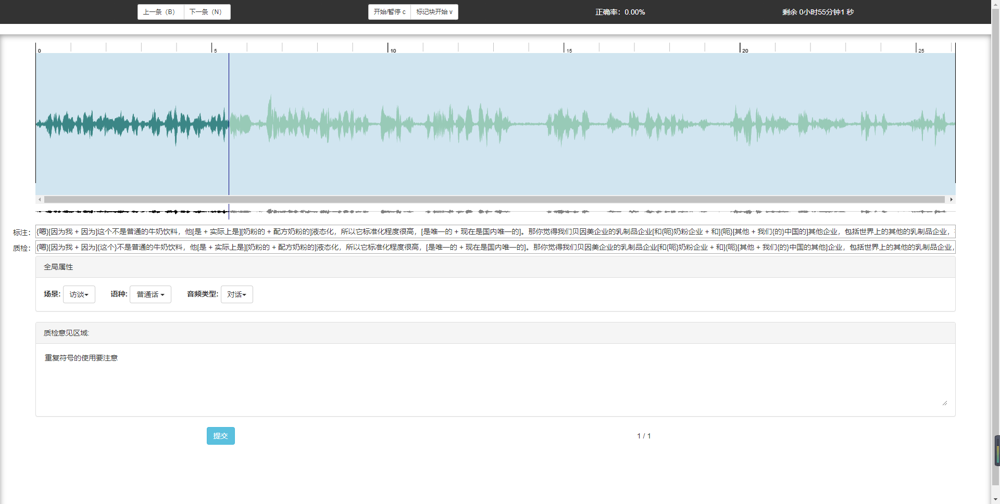 上一条（B） 下一条（N） 开始/暂停 c 标记块开始 v 正确率：0.00% 剩余 0小时55分钟1 秒
0 5 10 15 20 25
标注： {嗯}[因为我 + 因为]这个不是普通的牛奶饮料，他[是 + 实际上是][奶粉的 + 配方奶粉的]液态化，所以它标准化程度很高，[是唯一的 + 现在是国内唯一的]。那你觉得我们贝因美企业的乳制品企业[和{呃}奶粉企业 + 和]{呃}[其他 + 我们{的}中国的]其他企业，包括世界上的其他的乳制品企业，
质检： {嗯}[因为我 + 因为]{这个}不是普通的牛奶饮料，他[是 + 实际上是][奶粉的 + 配方奶粉的]液态化，所以它标准化程度很高，[是唯一的 + 现在是国内唯一的]。那你觉得我们贝因美企业的乳制品企业[和{呃}奶粉企业 + 和]{呃}[其他 + 我们{的}中国的其他]企业，包括世界上的其他的乳制品企业，
全局属性
场景: 访谈 语种: 普通话 音频类型: 对话
质检意见区域:
重复符号的使用要注意
提交 1 / 1